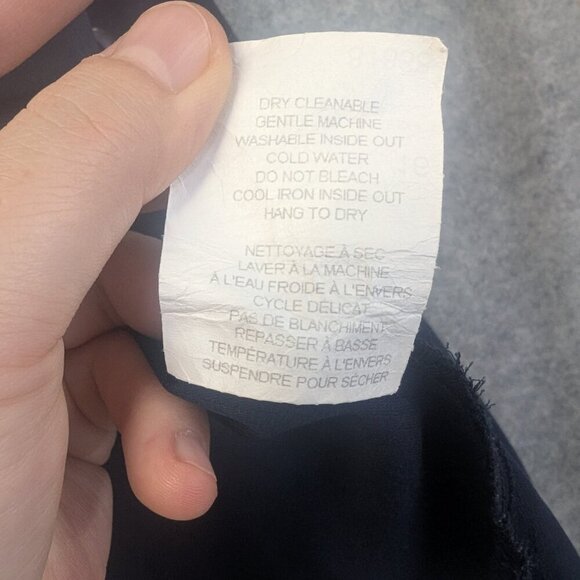 DRY CLEANABLE
GENTLE MACHINE
WASHABLE INSIDE OUT
COLD WATER
DO NOT BLEACH
COOL IRON INSIDE OUT
HANG TO DRY
NETTOYAGE À SEC
LAVER À LA MACHINE
À L'EAU FROIDE À L'ENVERS
CYCLE DÉLICAT
PAS DE BLANCHIMENT
REPASSER À BASSE
TEMPÉRATURE À L'ENVERS
SUSPENDRE POUR SÉCHER